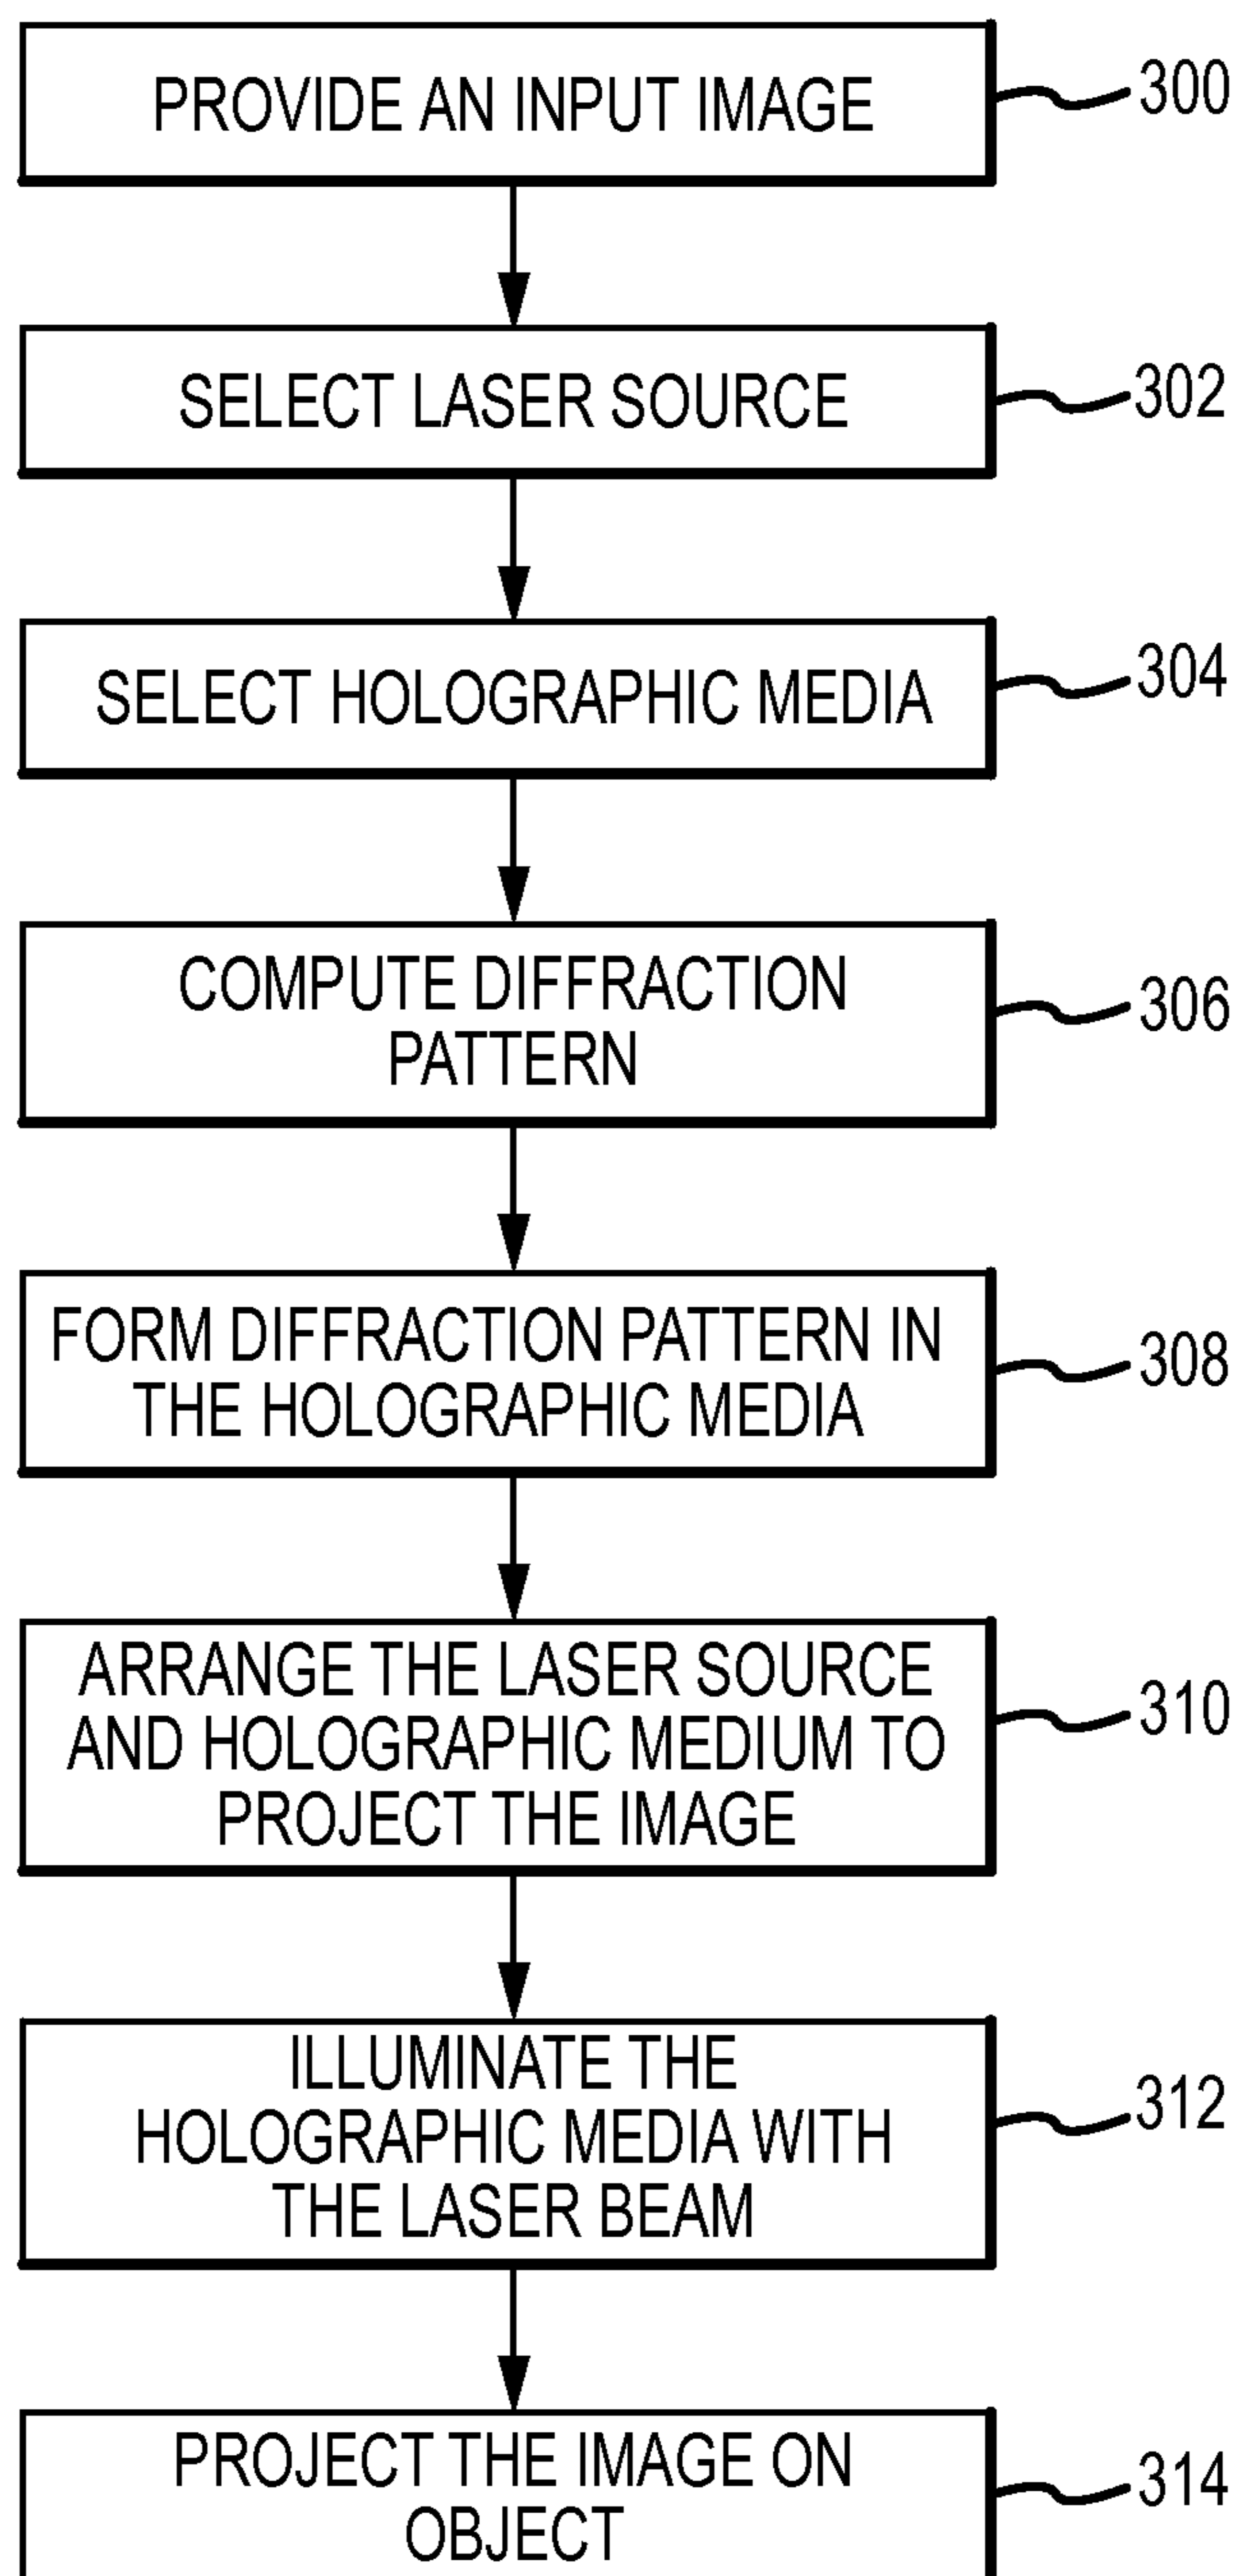 PROVIDE AN INPUT IMAGE
300
SELECT LASER SOURCE
302
SELECT HOLOGRAPHIC MEDIA
304
COMPUTE DIFFRACTION
PATTERN
306
FORM DIFFRACTION PATTERN IN
THE HOLOGRAPHIC MEDIA
308
ARRANGE THE LASER SOURCE
AND HOLOGRAPHIC MEDIUM TO
PROJECT THE IMAGE
310
ILLUMINATE THE
HOLOGRAPHIC MEDIA WITH
THE LASER BEAM
312
PROJECT THE IMAGE ON
OBJECT
314